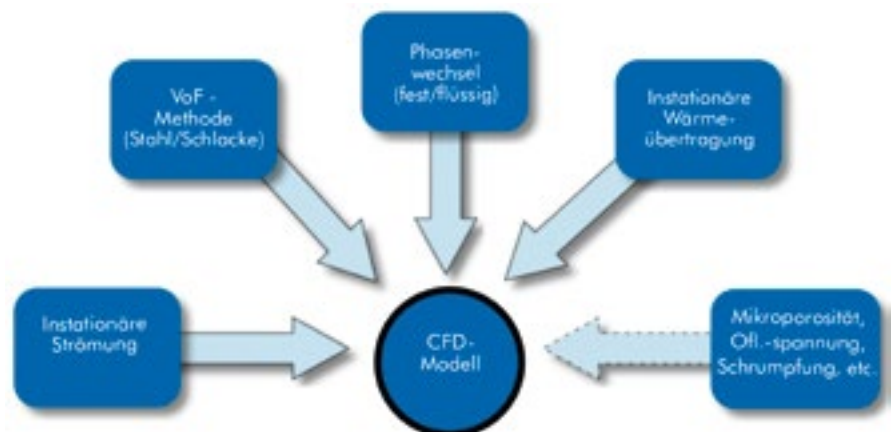 Phasen-
wechsel
(fest/flüssig)
VoF -
Methode
(Stahl/Schlacke)
Instationäre
Wärme-
übertragung
Instationäre
Strömung
CFD-
Modell
Mikroporosität,
Ofl.-spannung,
Schrumpfung, etc.